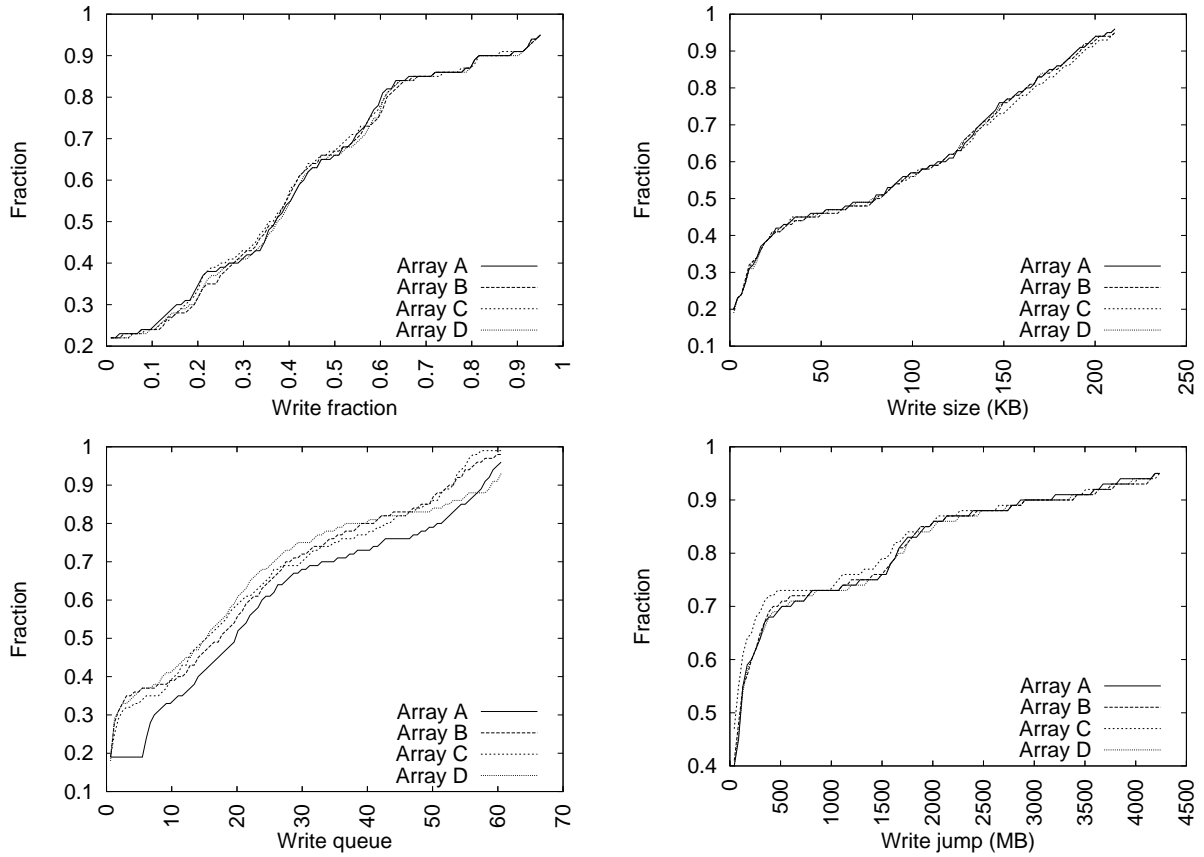 1
0.9
0.8
0.7
0.6
0.5
0.4
0.3
0.2
Fraction
Array A
Array B
Array C
Array D
0 0.1 0.2 0.3 0.4 0.5 0.6 0.7 0.8 0.9 1
Write fraction
1
0.9
0.8
0.7
0.6
0.5
0.4
0.3
0.2
0.1
Fraction
Array A
Array B
Array C
Array D
0 50 100 150 200 250
Write size (KB)
1
0.9
0.8
0.7
0.6
0.5
0.4
0.3
0.2
0.1
Fraction
Array A
Array B
Array C
Array D
0 10 20 30 40 50 60 70
Write queue
1
0.9
0.8
0.7
0.6
0.5
0.4
Fraction
Array A
Array B
Array C
Array D
0 500 1000 1500 2000 2500 3000 3500 4000 4500
Write jump (MB)